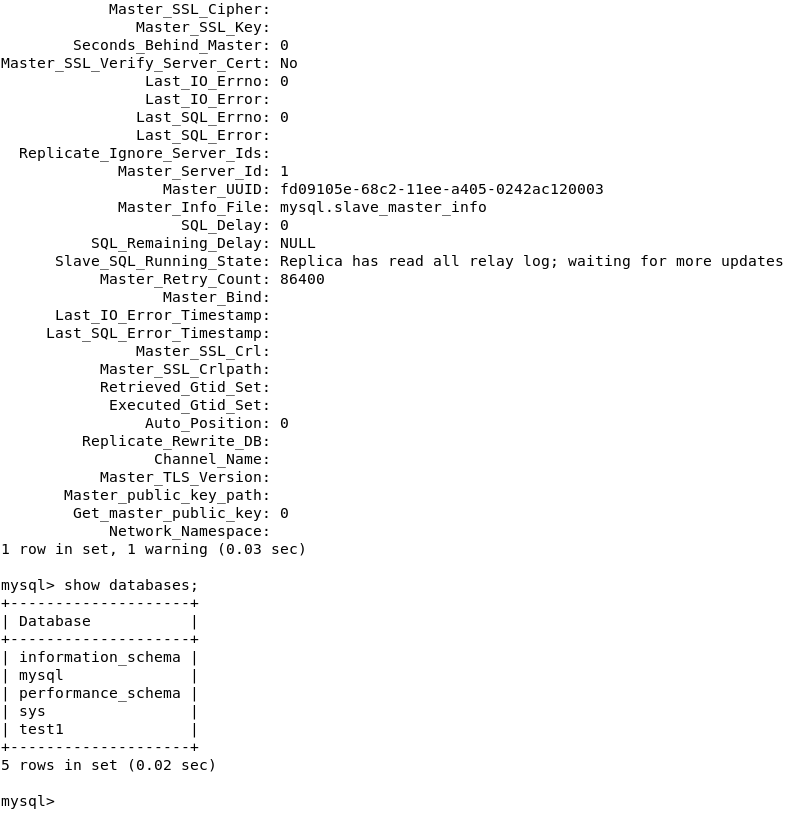 Master_SSL_Cipher:
Master_SSL_Key:
Seconds_Behind_Master: 0
Master_SSL_Verify_Server_Cert: No
Last_IO_Errno: 0
Last_IO_Error:
Last_SQL_Errno: 0
Last_SQL_Error:
Replicate_Ignore_Server_Ids:
Master_Server_Id: 1
Master_UUID: fd09105e-68c2-11ee-a405-0242ac120003
Master_Info_File: mysql.slave_master_info
SQL_Delay: 0
SQL_Remaining_Delay: NULL
Slave_SQL_Running_State: Replica has read all relay log; waiting for more updates
Master_Retry_Count: 86400
Master_Bind:
Last_IO_Error_Timestamp:
Last_SQL_Error_Timestamp:
Master_SSL_Crl:
Master_SSL_Crlpath:
Retrieved_Gtid_Set:
Executed_Gtid_Set:
Auto_Position: 0
Replicate_Rewrite_DB:
Channel_Name:
Master_TLS_Version:
Master_public_key_path:
Get_master_public_key: 0
Network_Namespace:
1 row in set, 1 warning (0.03 sec)

mysql> show databases;
+--------------------+
| Database           |
+--------------------+
| information_schema |
| mysql              |
| performance_schema |
| sys                |
| test1              |
+--------------------+
5 rows in set (0.02 sec)

mysql>